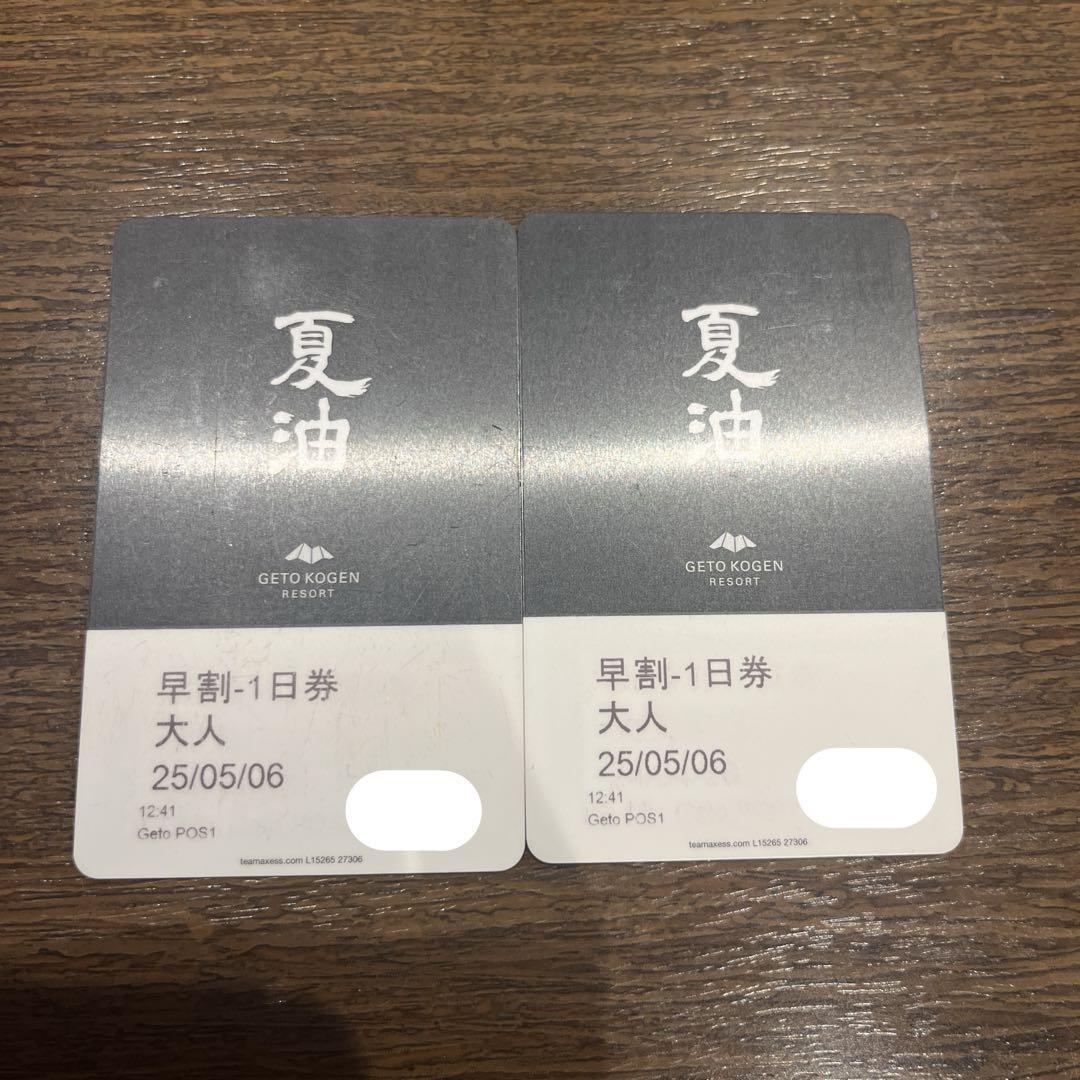 夏油
GETO KOGEN
RESORT
早割-1日券
大人
25/05/06
12:41
Geto POS1
teamaxess.com L15265 27306
夏油
GETO KOGEN
RESORT
早割-1日券
大人
25/05/06
12:41
Geto POS1
teamaxess.com L15265 27306